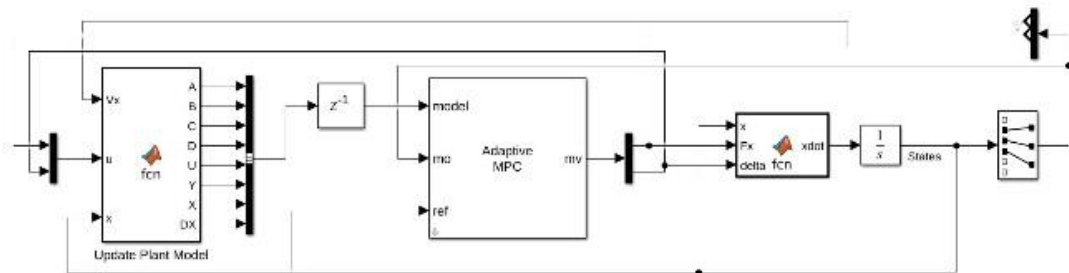 Vx
u
x
fcn
A
B
C
D
U
Y
X
DX
Update Plant Model
z-1
model
mo
ref
Adaptive
MPC
mv
x
Fx
delta
fcn
xdot
1
s
States